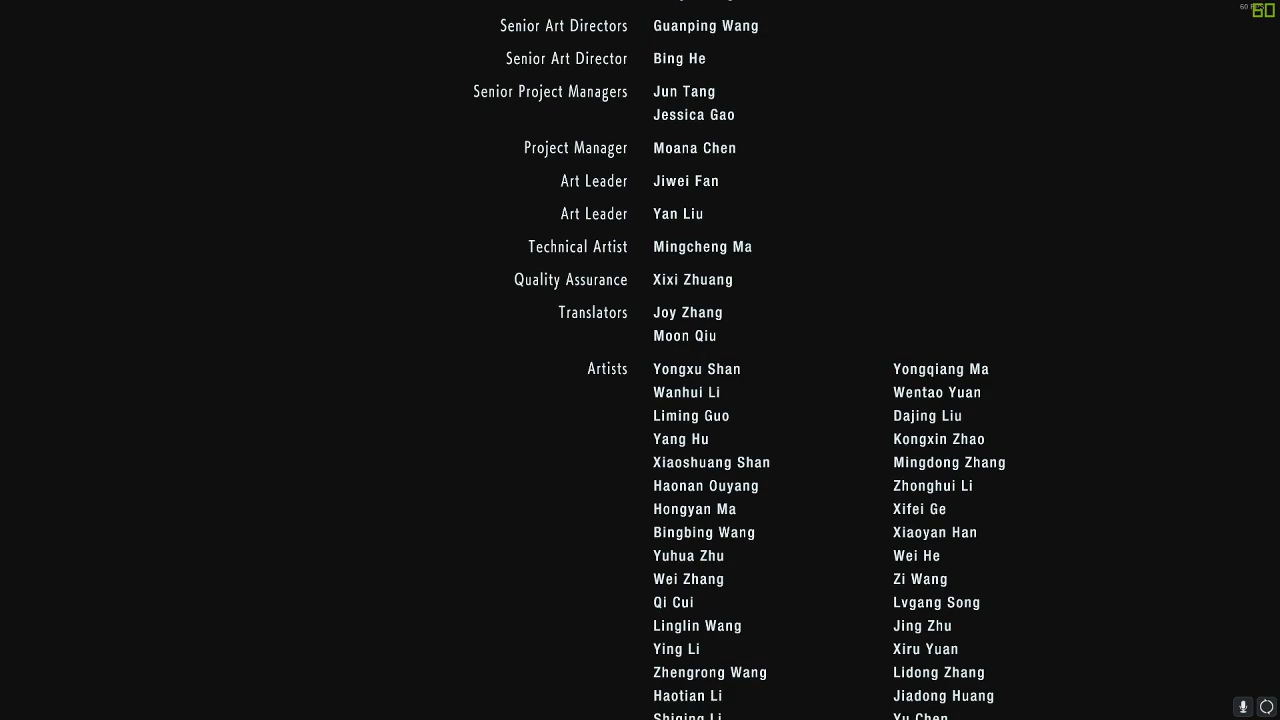 60
Senior Art Directors Guanping Wang
Senior Art Director Bing He
Senior Project Managers Jun Tang
Jessica Gao
Project Manager Moana Chen
Art Leader Jiwei Fan
Art Leader Yan Liu
Technical Artist Mingcheng Ma
Quality Assurance Xixi Zhuang
Translators Joy Zhang
Moon Qiu
Artists Yongxu Shan Yongqiang Ma
Wanhui Li Wentao Yuan
Liming Guo Dajing Liu
Yang Hu Kongxin Zhao
Xiaoshuang Shan Mingdong Zhang
Haonan Ouyang Zhonghui Li
Hongyan Ma Xifei Ge
Bingbing Wang Xiaoyan Han
Yuhua Zhu Wei He
Wei Zhang Zi Wang
Qi Cui Lvgang Song
Linglin Wang Jing Zhu
Ying Li Xiru Yuan
Zhengrong Wang Lidong Zhang
Haotian Li Jiadong Huang
Shiqing Li Yu Chen